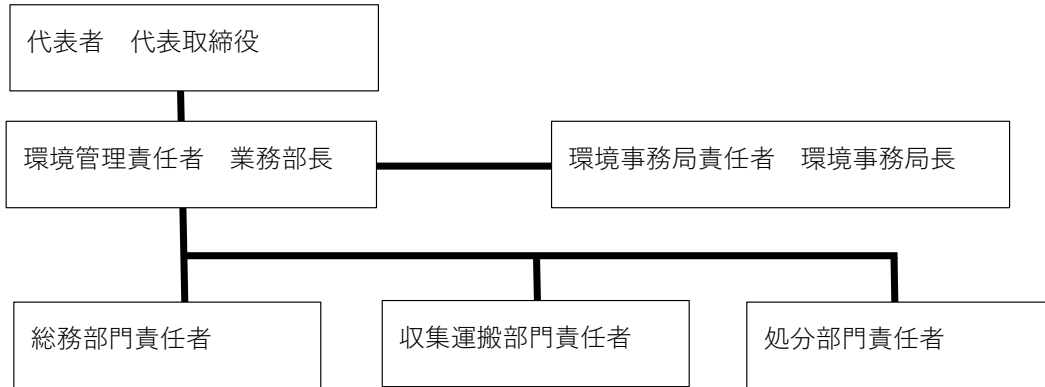 代表者　代表取締役
環境管理責任者　業務部長
環境事務局責任者　環境事務局長
総務部門責任者
収集運搬部門責任者
処分部門責任者